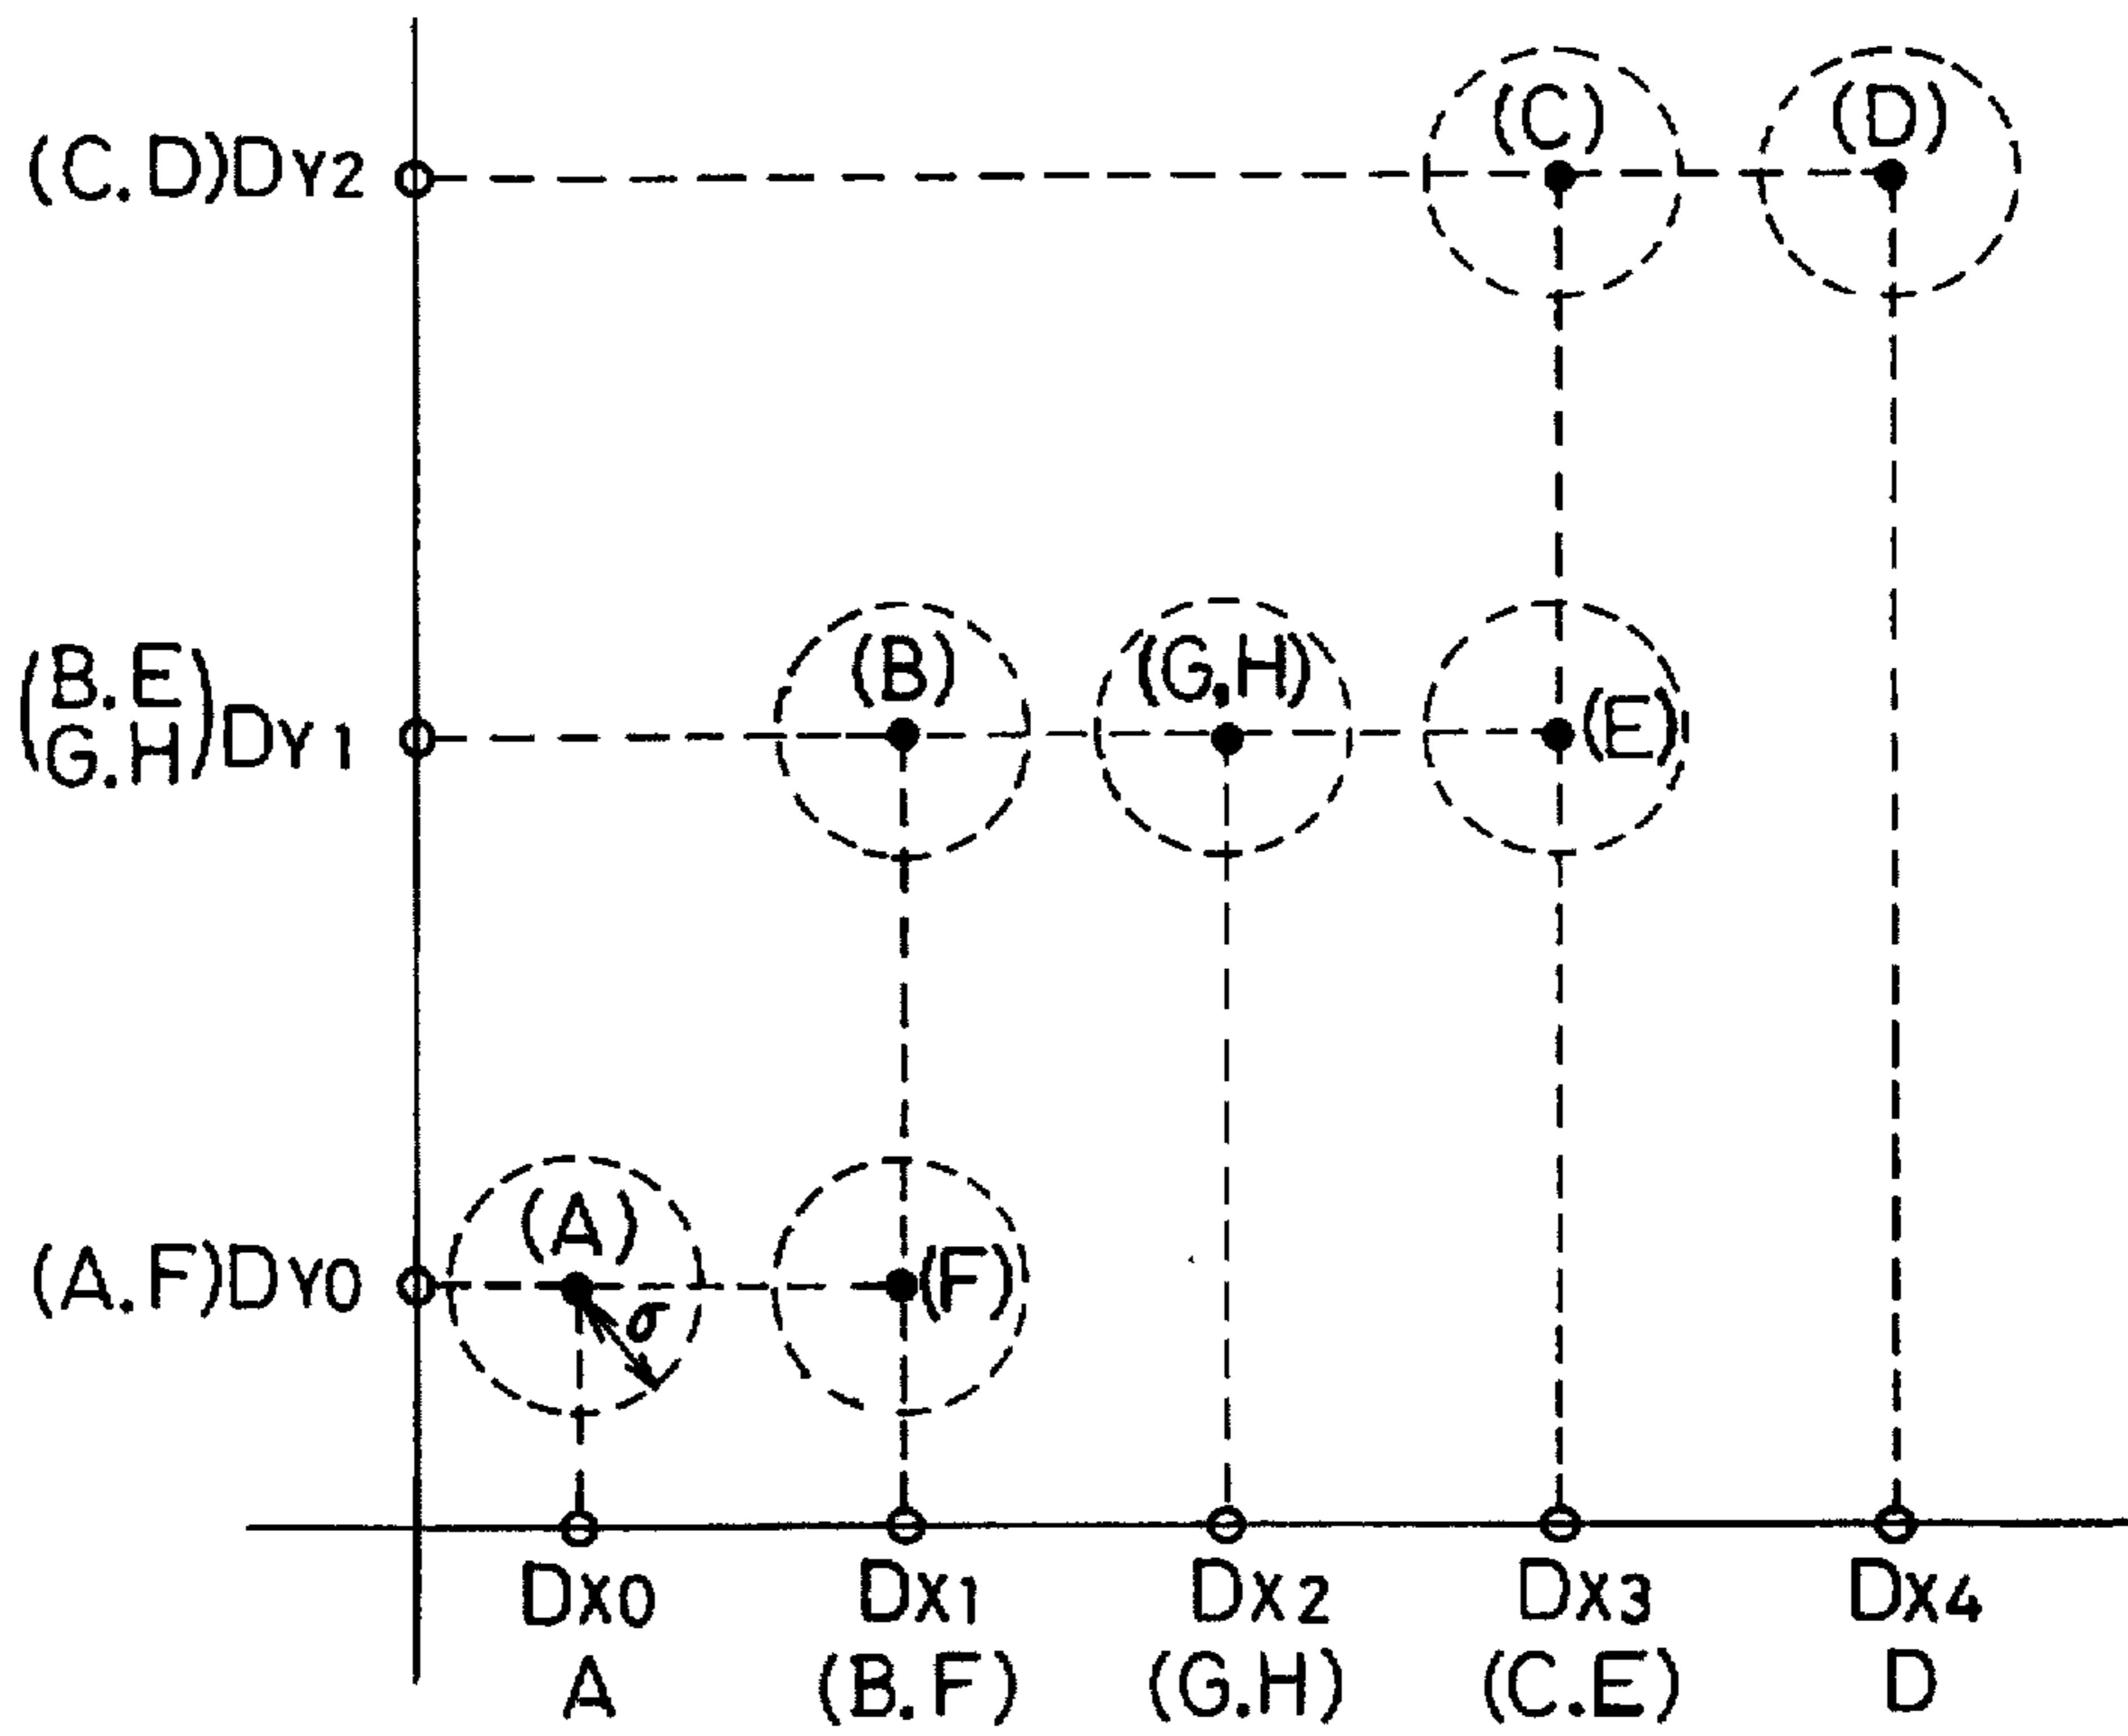 (C) (D)
(C.D)DY2
(B) (G,H)
(B.E
G.H)DY1 (E)
(A)
(A.F)DY0 (F)
σ
DX0 DX1 DX2 DX3 DX4
A (B.F) (G.H) (C.E) D